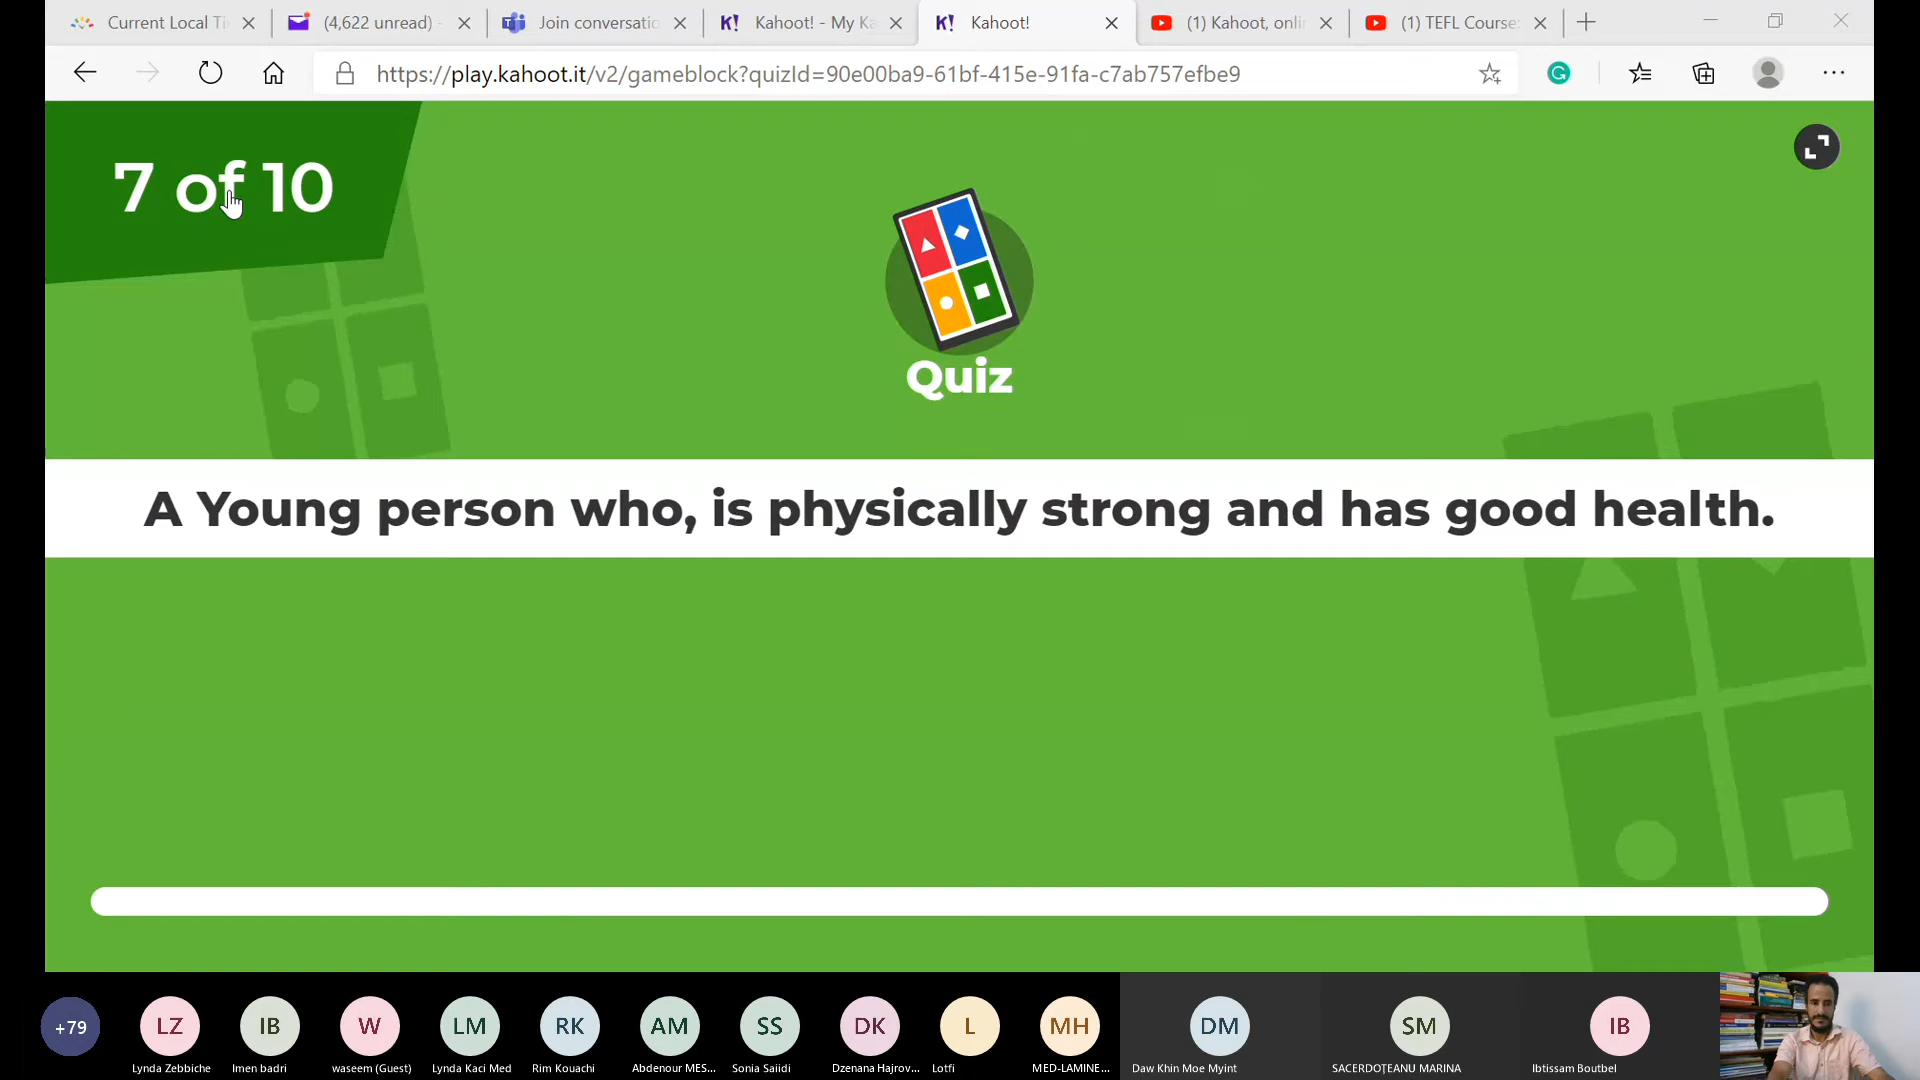 Current Local Ti
(4,622 unread) -
Join conversatio
K! Kahoot! - My Ka
K! Kahoot!
(1) Kahoot, onli
(1) TEFL Course:
https://play.kahoot.it/v2/gameblock?quizId=90e00ba9-61bf-415e-91fa-c7ab757efbe9
G
7 of 10
Quiz
A Young person who, is physically strong and has good health.
+79
LZ
IB
W
LM
RK
AM
SS
DK
L
MH
DM
SM
IB
Lynda Zebbiche
Imen badri
waseem (Guest)
Lynda Kaci Med
Rim Kouachi
Abdenour MES...
Sonia Saiidi
Dzenana Hajrov...
Lotfi
MED-LAMINE...
Daw Khin Moe Myint
SACERDOȚEANU MARINA
Ibtissam Boutbel